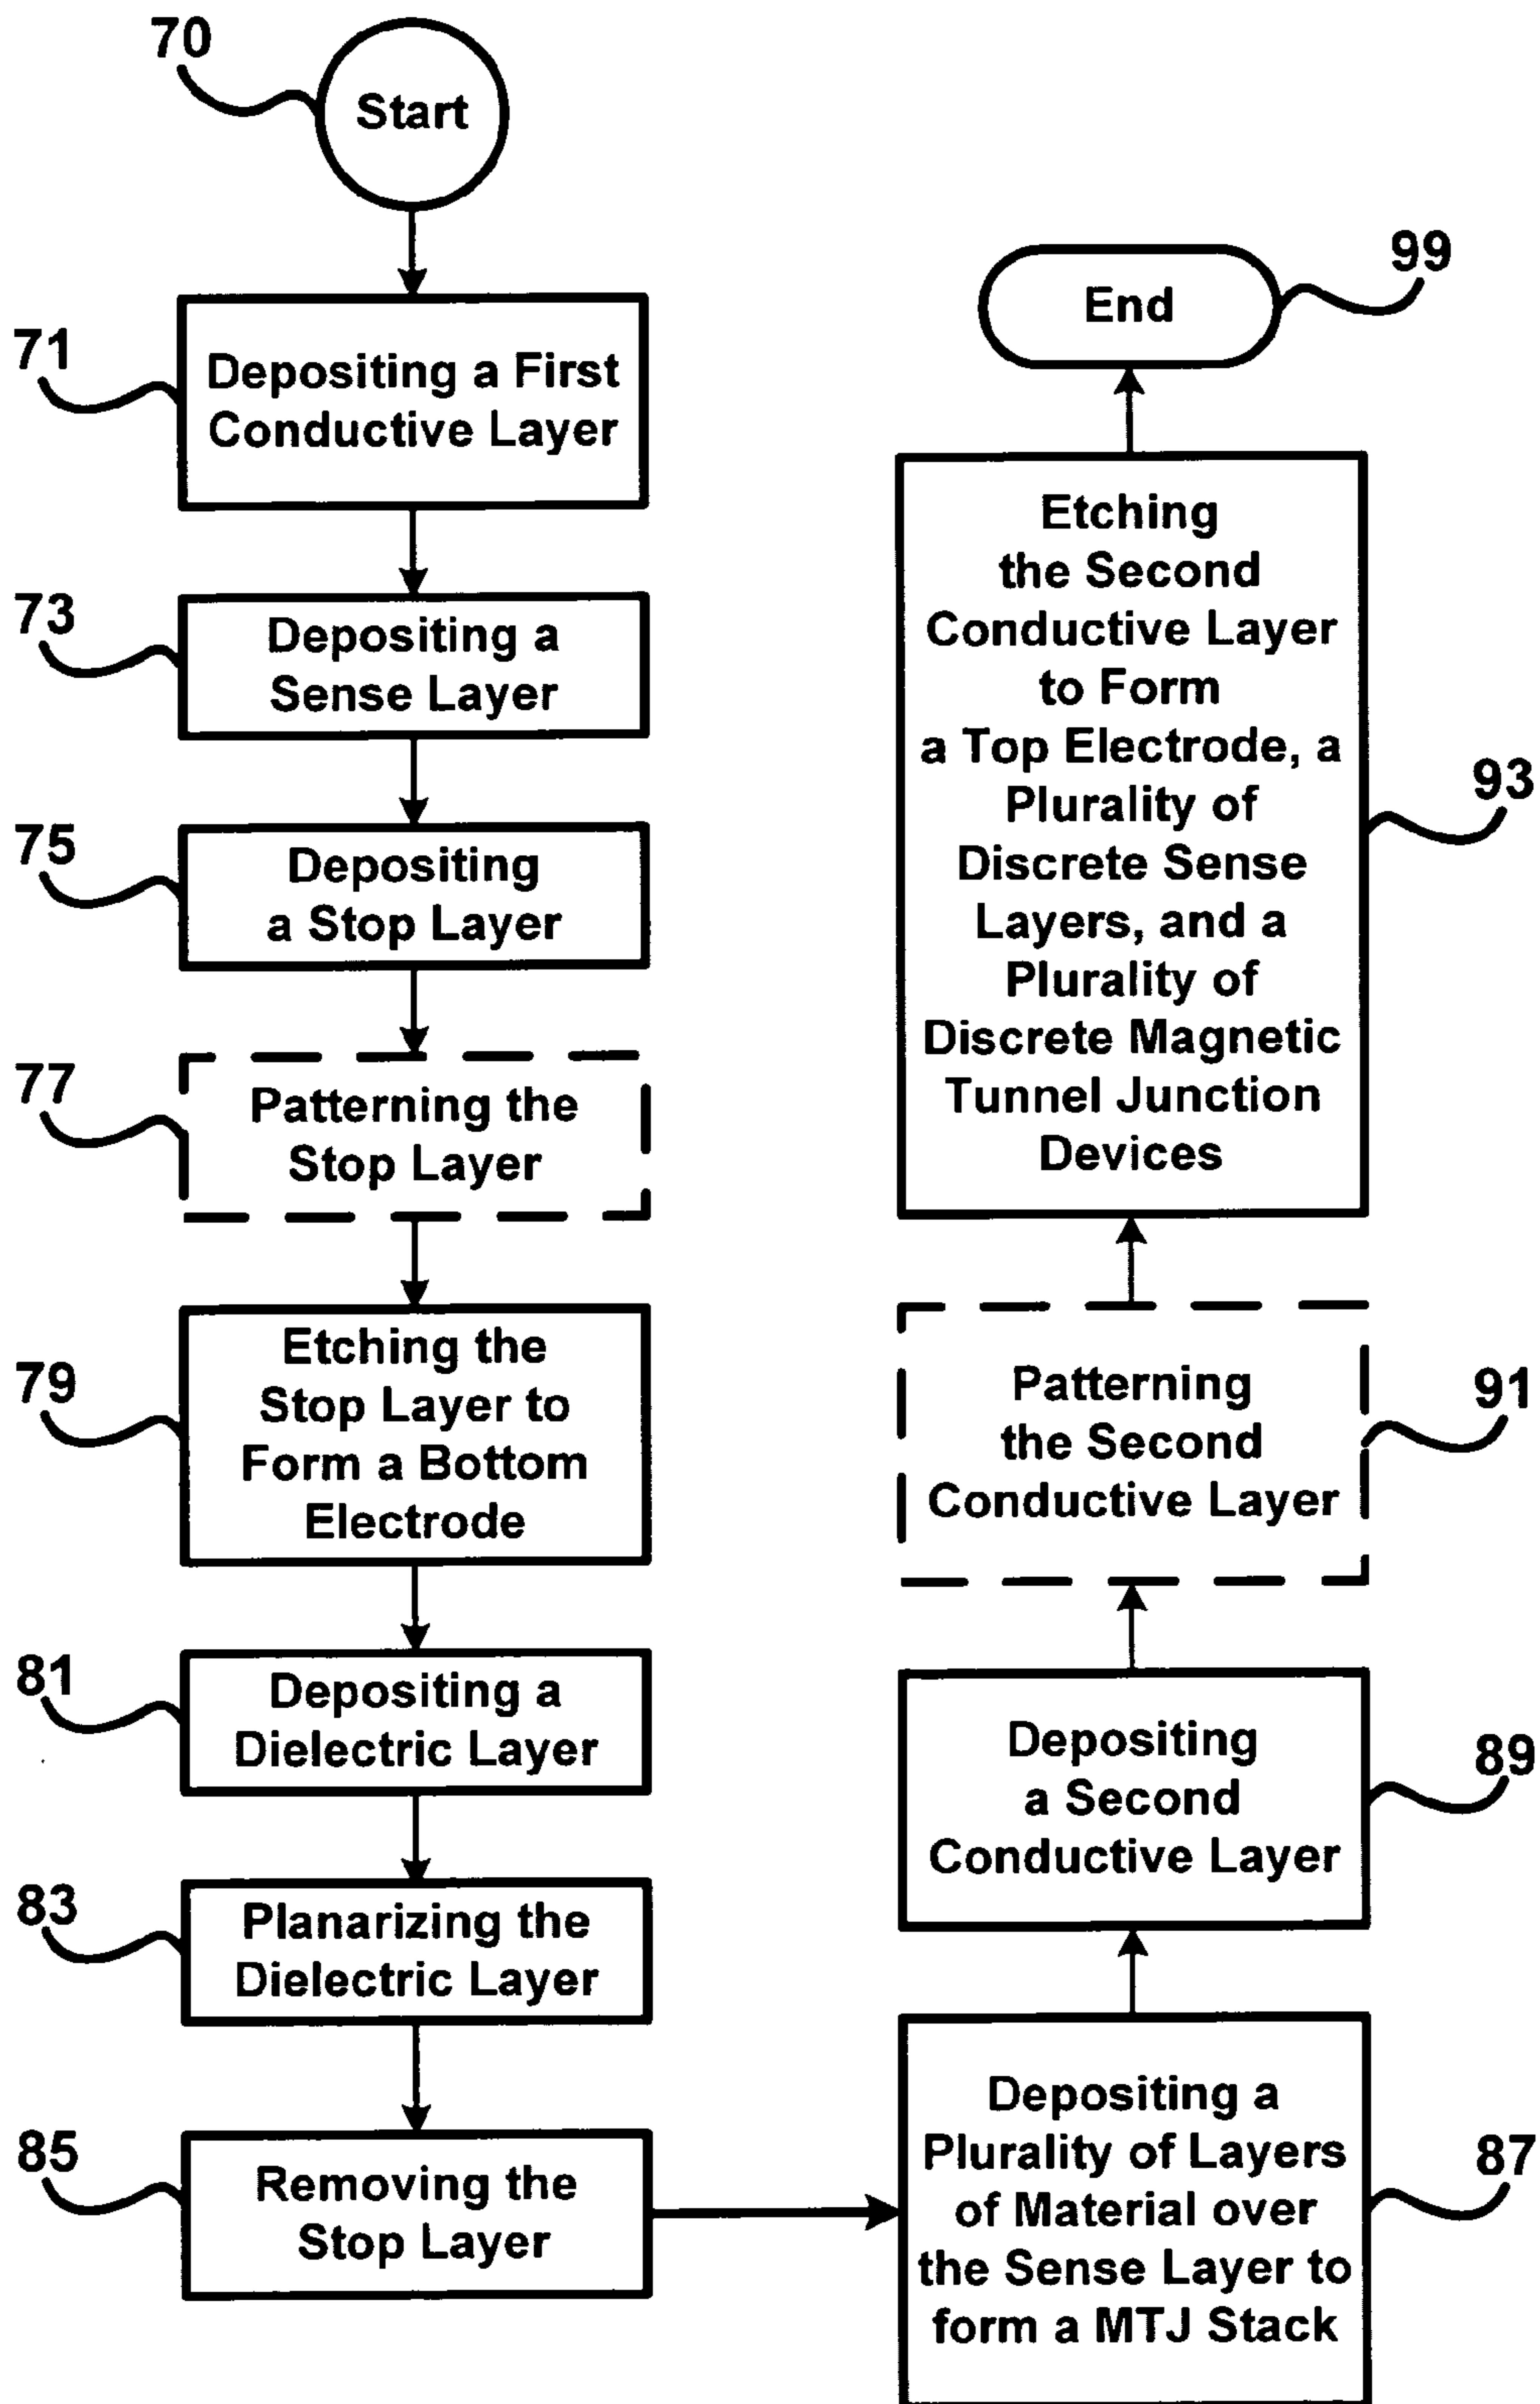 70
Start
71
Depositing a First
Conductive Layer
73
Depositing a
Sense Layer
75
Depositing
a Stop Layer
77
Patterning the
Stop Layer
79
Etching the
Stop Layer to
Form a Bottom
Electrode
81
Depositing a
Dielectric Layer
83
Planarizing the
Dielectric Layer
85
Removing the
Stop Layer
87
Depositing a
Plurality of Layers
of Material over
the Sense Layer to
form a MTJ Stack
89
Depositing
a Second
Conductive Layer
91
Patterning
the Second
Conductive Layer
93
Etching
the Second
Conductive Layer
to Form
a Top Electrode, a
Plurality of
Discrete Sense
Layers, and a
Plurality of
Discrete Magnetic
Tunnel Junction
Devices
99
End